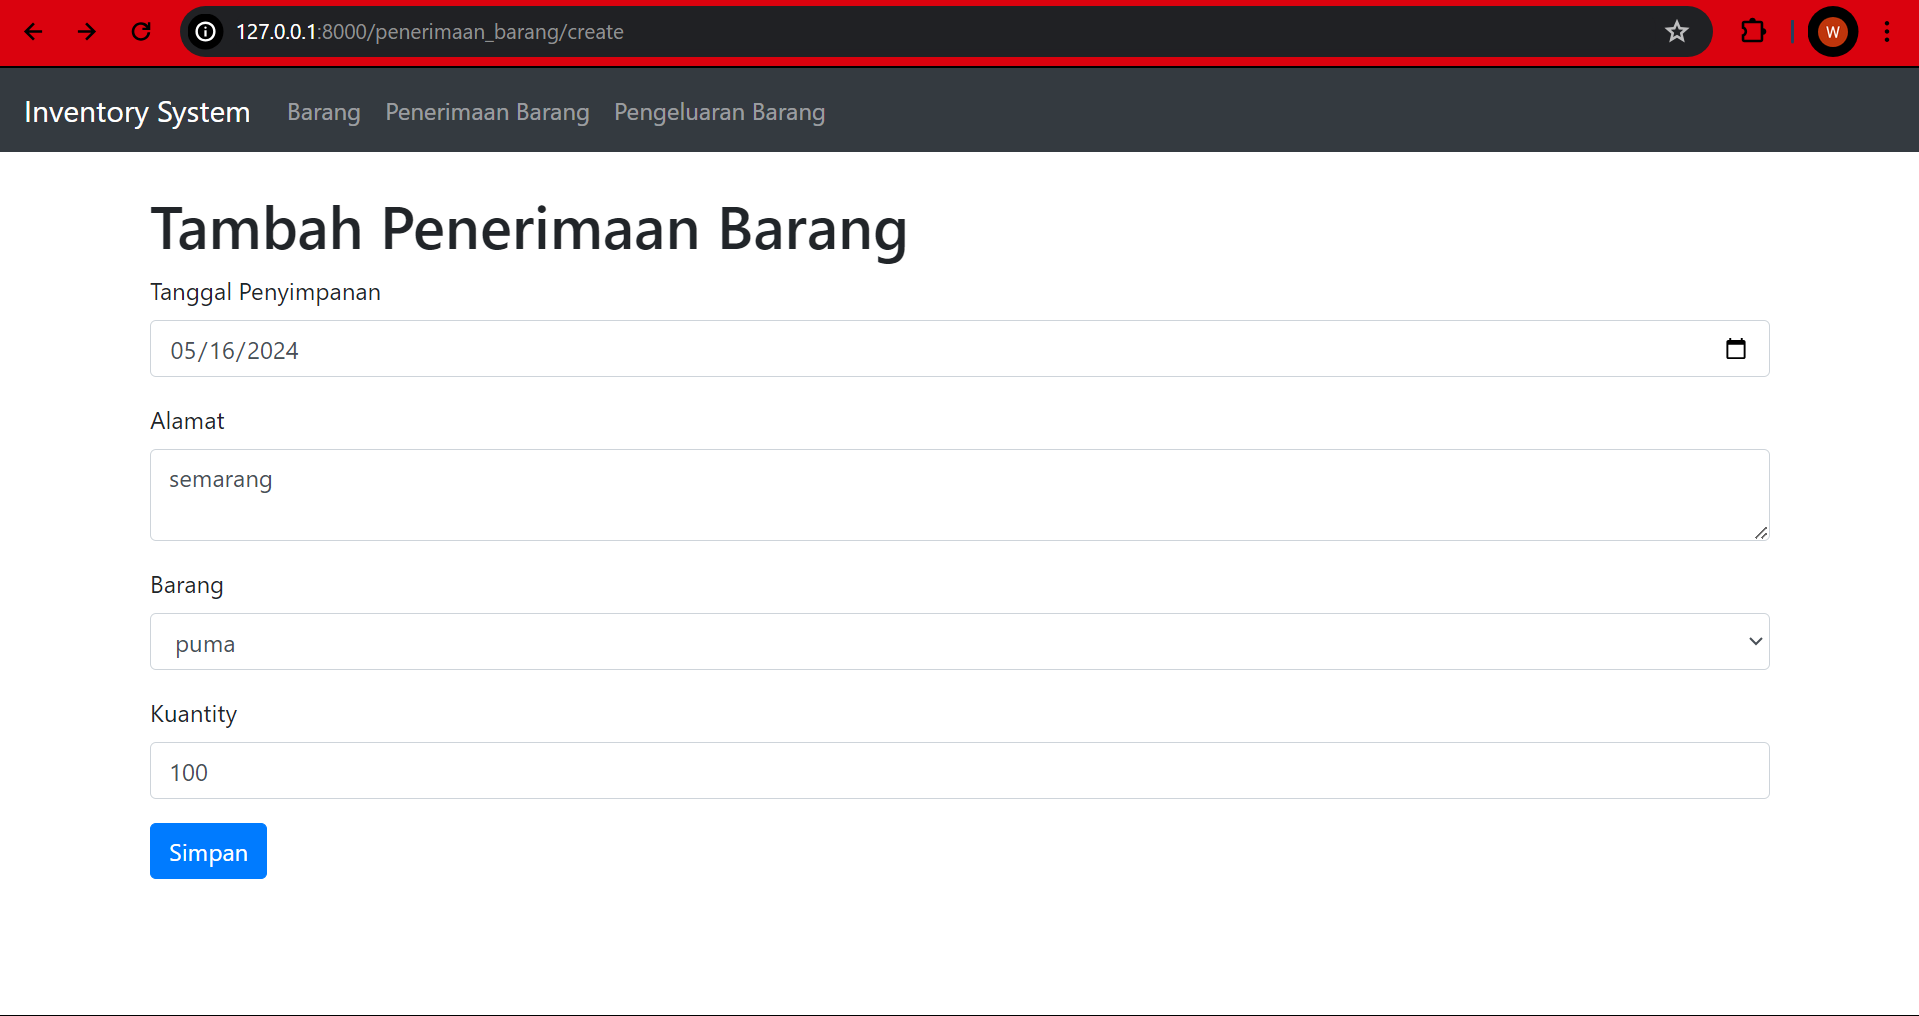 127.0.0.1:8000/penerimaan_barang/create
W
Inventory System Barang Penerimaan Barang Pengeluaran Barang
Tambah Penerimaan Barang
Tanggal Penyimpanan
05/16/2024
Alamat
semarang
Barang
puma
Kuantity
100
Simpan